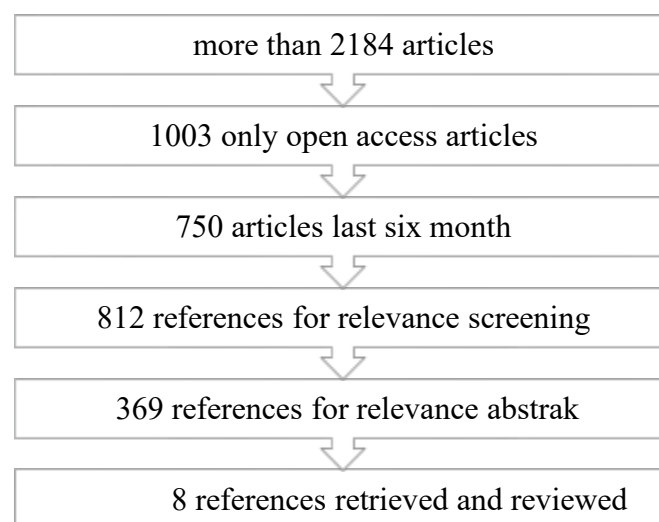 more than 2184 articles
1003 only open access articles
750 articles last six month
812 references for relevance screening
369 references for relevance abstrak
8 references retrieved and reviewed